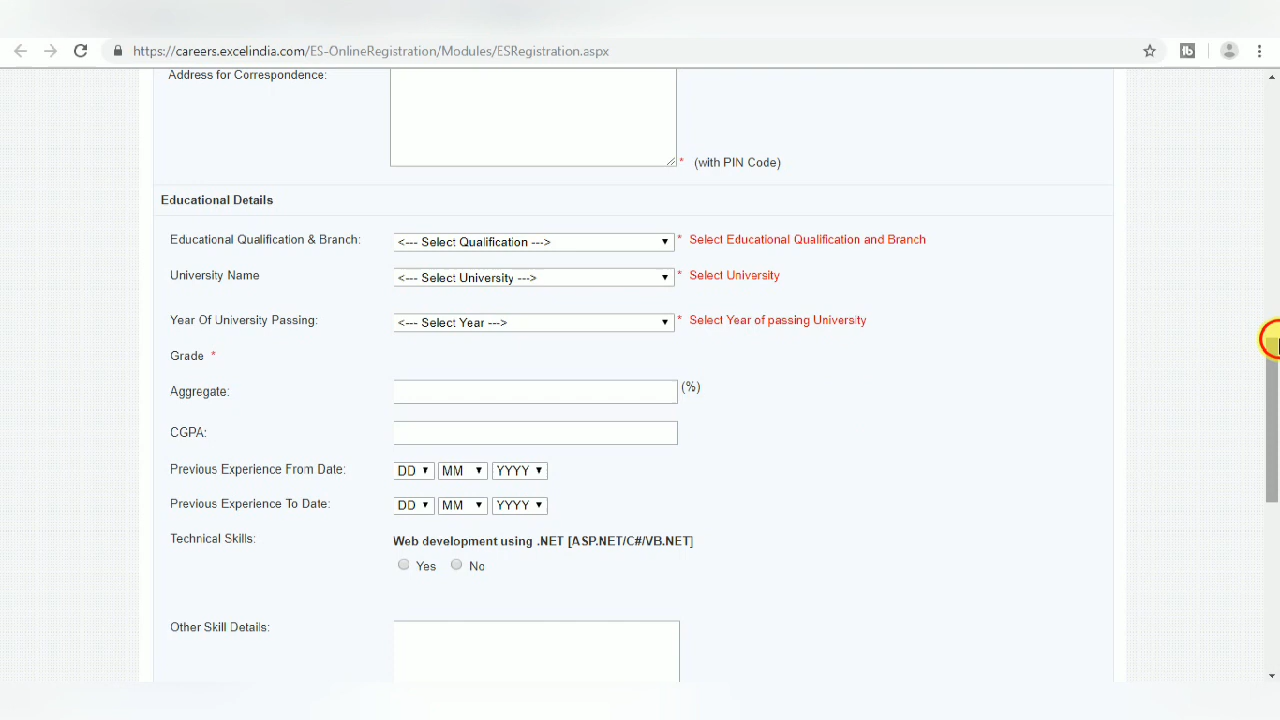 https://careers.excelindia.com/ES-OnlineRegistration/Modules/ESRegistration.aspx
Address for Correspondence:
* (with PIN Code)
Educational Details
Educational Qualification & Branch: <--- Select Qualification ---> * Select Educational Qualification and Branch
University Name <--- Select University ---> * Select University
Year Of University Passing: <--- Select Year ---> * Select Year of passing University
Grade *
Aggregate: (%)
CGPA:
Previous Experience From Date: DD MM YYYY
Previous Experience To Date: DD MM YYYY
Technical Skills: Web development using .NET [ASP.NET/C#/VB.NET]
Yes No
Other Skill Details: